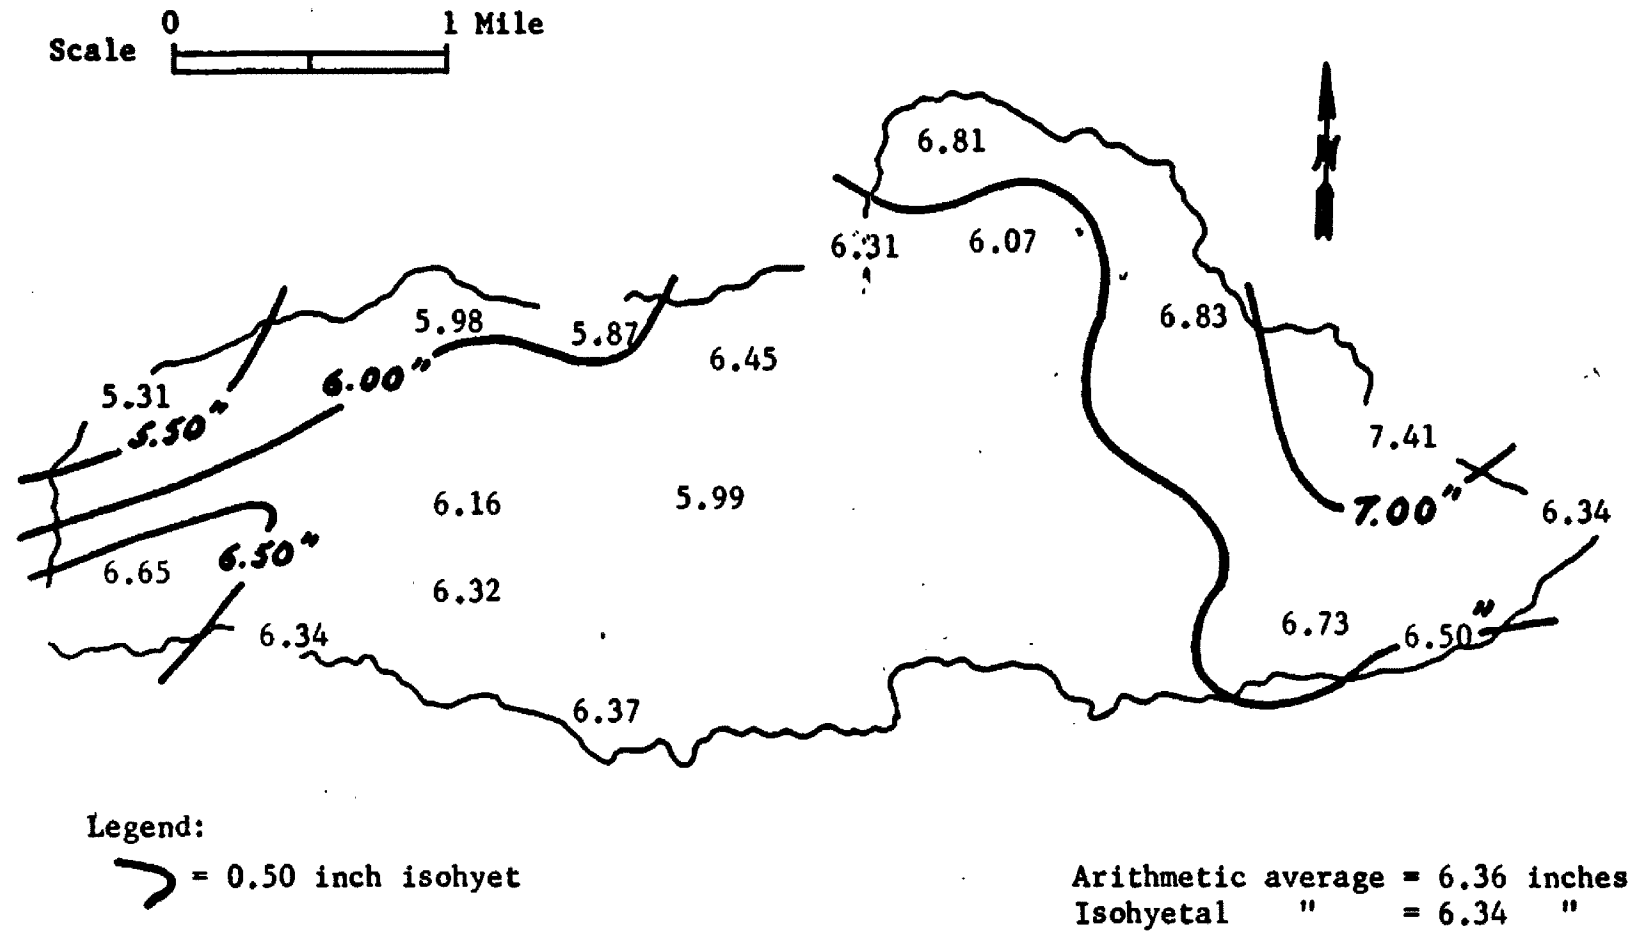 0 1 Mile
Scale
N
6.81
6.31 6.07
5.98 5.87 6.83
6.45
6.00"
5.31
5.50" 7.41
6.16 5.99 7.00" 6.34
6.50"
6.65
6.32
6.34 6.73 6.50"
6.37
Legend:
= 0.50 inch isohyet
Arithmetic average = 6.36 inches
Isohyetal " = 6.34 "